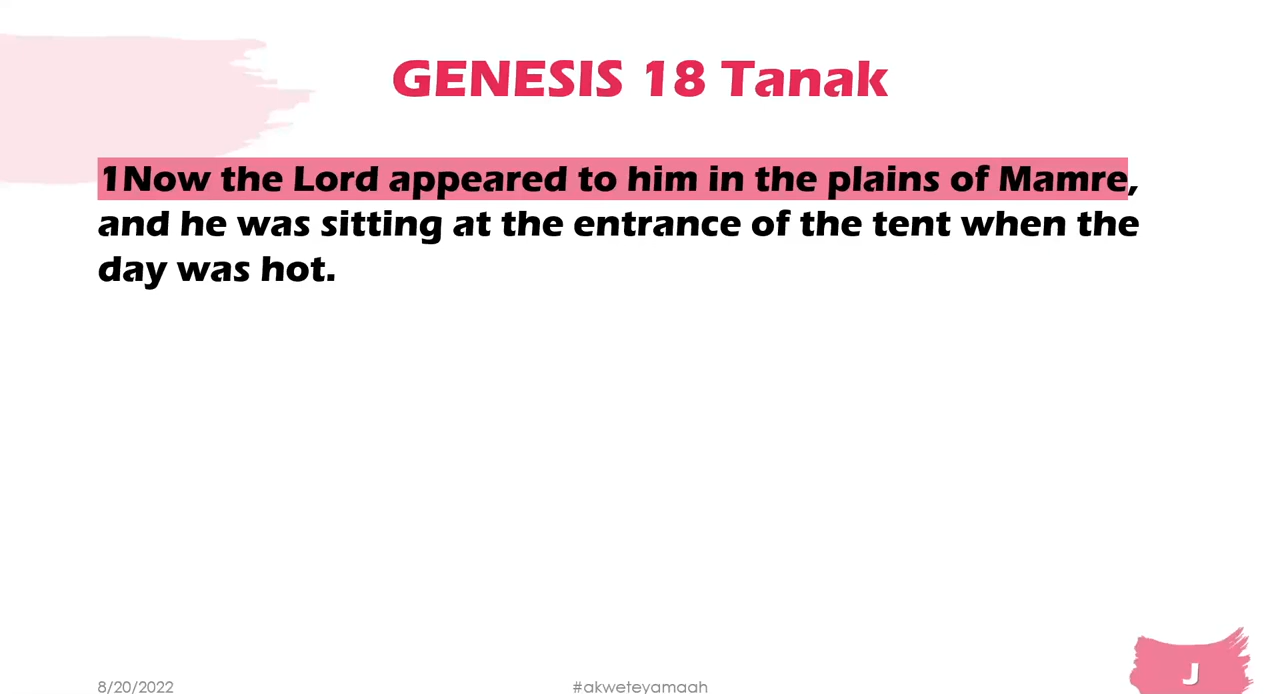 GENESIS 18 Tanak
1Now the Lord appeared to him in the plains of Mamre,
and he was sitting at the entrance of the tent when the
day was hot.
8/20/2022
#akweteyamaah
J